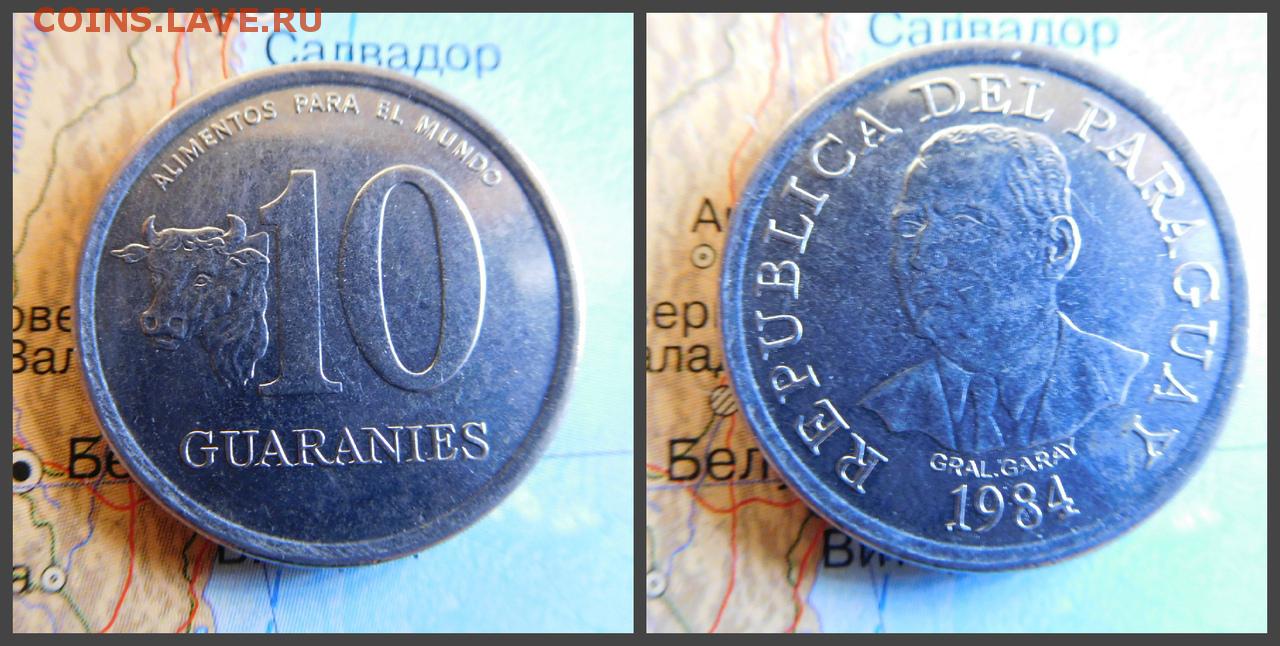 COINS.LAVE.RU
Салвадор
ALIMENTOS PARA EL MUNDO
10
GUARANIES
Салвадор
REPUBLICA DEL PARAGUAY
GRAL.GARAY
1984